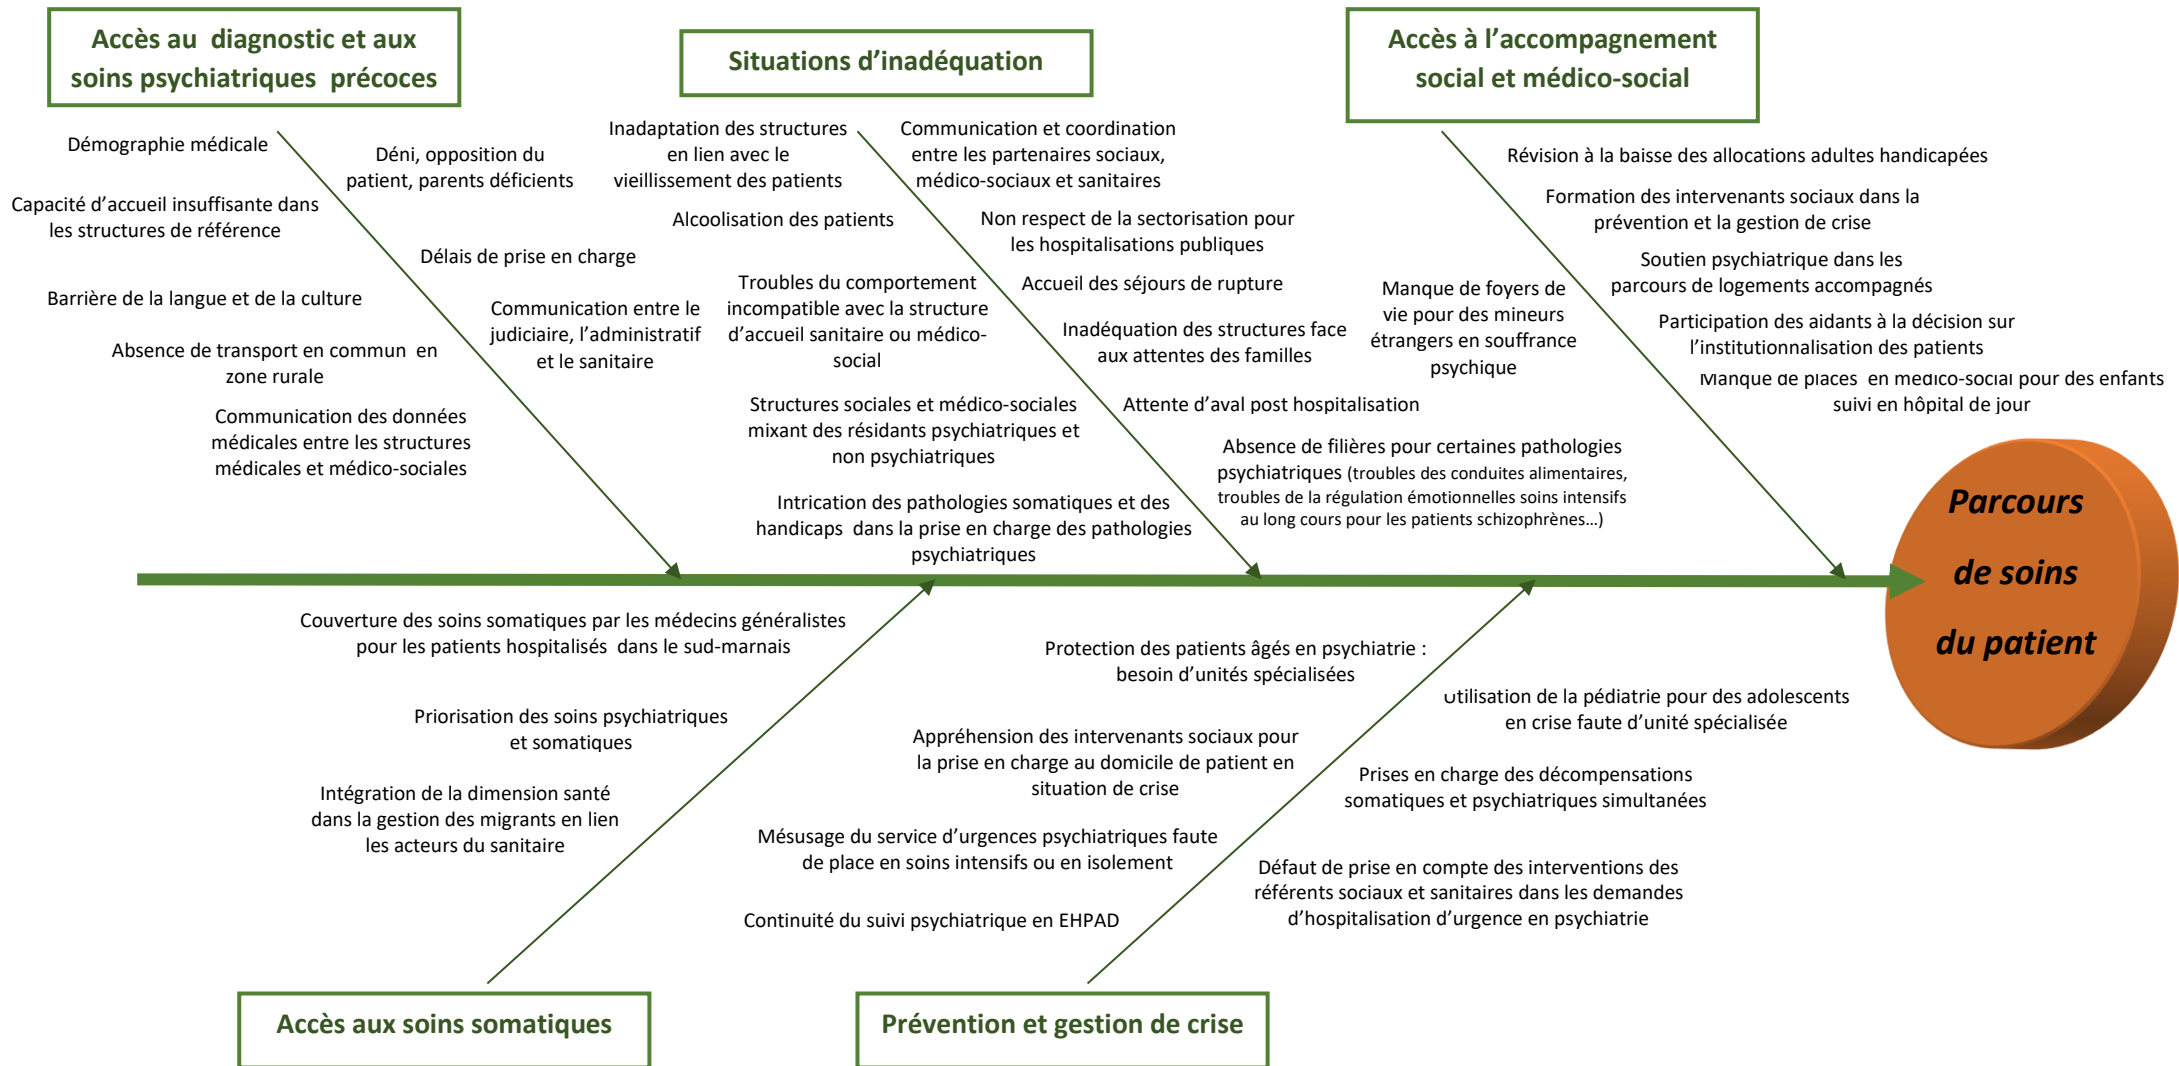 Accès au  diagnostic et aux
soins psychiatriques  précoces
Situations d’inadéquation
Accès à l’accompagnement
social et médico-social
Démographie médicale
Capacité d’accueil insuffisante dans
les structures de référence
Barrière de la langue et de la culture
Absence de transport en commun  en
zone rurale
Communication des données
médicales entre les structures
médicales et médico-sociales
Déni, opposition du
patient, parents déficients
Délais de prise en charge
Communication entre le
judiciaire, l’administratif
et le sanitaire
Inadaptation des structures
en lien avec le
vieillissement des patients
Alcoolisation des patients
Troubles du comportement
incompatible avec la structure
d’accueil sanitaire ou médico-
social
Structures sociales et médico-sociales
mixant des résidants psychiatriques et
non psychiatriques
Intrication des pathologies somatiques et des
handicaps  dans la prise en charge des pathologies
psychiatriques
Communication et coordination
entre les partenaires sociaux,
médico-sociaux et sanitaires
Non respect de la sectorisation pour
les hospitalisations publiques
Accueil des séjours de rupture
Inadéquation des structures face
aux attentes des familles
Attente d’aval post hospitalisation
Absence de filières pour certaines pathologies
psychiatriques (troubles des conduites alimentaires,
troubles de la régulation émotionnelles soins intensifs
au long cours pour les patients schizophrènes…)
Manque de foyers de
vie pour des mineurs
étrangers en souffrance
psychique
Révision à la baisse des allocations adultes handicapées
Formation des intervenants sociaux dans la
prévention et la gestion de crise
Soutien psychiatrique dans les
parcours de logements accompagnés
Participation des aidants à la décision sur
l’institutionnalisation des patients
Manque de places  en medico-social pour des enfants
suivi en hôpital de jour
Parcours
de soins
du patient
Couverture des soins somatiques par les médecins généralistes
pour les patients hospitalisés  dans le sud-marnais
Priorisation des soins psychiatriques
et somatiques
Intégration de la dimension santé
dans la gestion des migrants en lien
les acteurs du sanitaire
Protection des patients âgés en psychiatrie :
besoin d’unités spécialisées
Appréhension des intervenants sociaux pour
la prise en charge au domicile de patient en
situation de crise
Mésusage du service d’urgences psychiatriques faute
de place en soins intensifs ou en isolement
Continuité du suivi psychiatrique en EHPAD
Utilisation de la pédiatrie pour des adolescents
en crise faute d’unité spécialisée
Prises en charge des décompensations
somatiques et psychiatriques simultanées
Défaut de prise en compte des interventions des
référents sociaux et sanitaires dans les demandes
d’hospitalisation d’urgence en psychiatrie
Accès aux soins somatiques
Prévention et gestion de crise